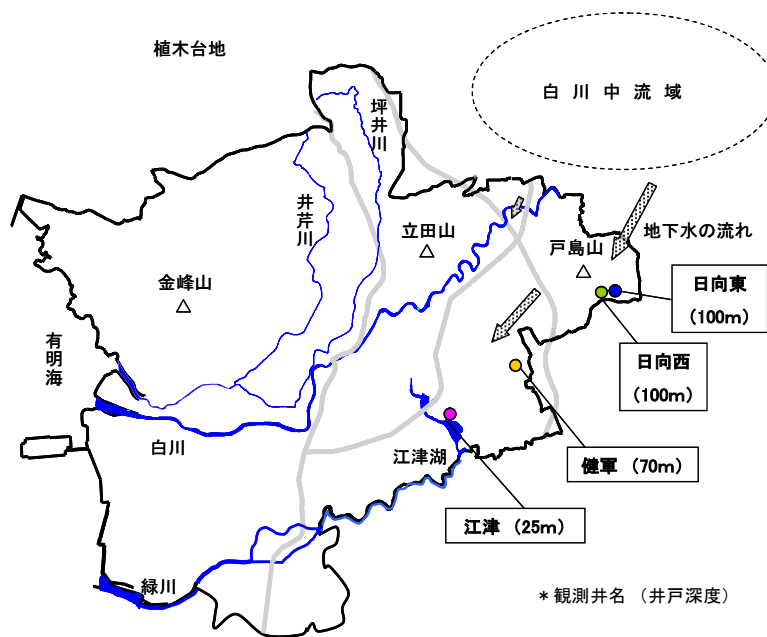 植木台地
白川中流域
坪井川
井芹川
立田山
地下水の流れ
戸島山
金峰山
日向東
(100m)
有明海
日向西
(100m)
白川
江津湖
健軍 (70m)
江津 (25m)
緑川
*観測井名 (井戸深度)